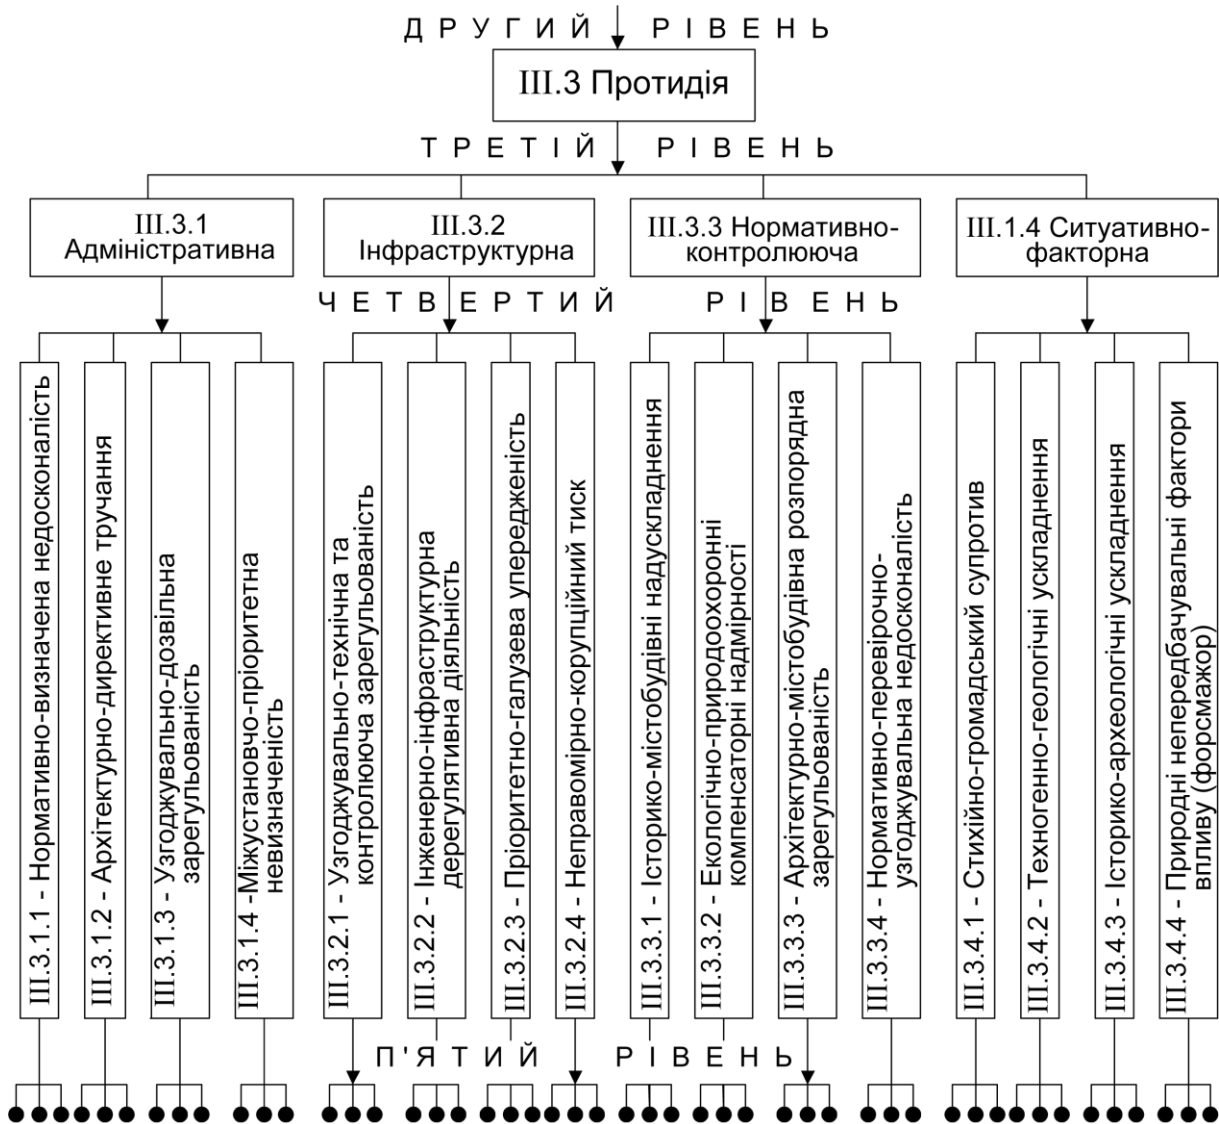 ДРУГИЙ РІВЕНЬ
III.3 Протидія
ТРЕТІЙ РІВЕНЬ
III.3.1
Адміністративна
III.3.2
Інфраструктурна
III.3.3 Нормативно-
контролююча
III.1.4 Ситуативно-
факторна
ЧЕТВЕРТИЙ РІВЕНЬ
III.3.1.1 - Нормативно-визначена недосконалість
III.3.1.2 - Архітектурно-директивне тручання
III.3.1.3 - Узгоджувально-дозвільна
зарегульованість
III.3.1.4 -Міжустановчо-пріоритетна
невизначеність
III.3.2.1 - Узгоджувально-технічна та
контролююча зарегульованість
III.3.2.2 - Інженерно-інфраструктурна
дерегулятивна діяльність
III.3.2.3 - Пріоритетно-галузева упередженість
III.3.2.4 - Неправомірно-корупційний тиск
III.3.3.1 - Історико-містобудівні надускладнення
III.3.3.2 - Екологічно-природоохоронні
компенсаторні надмірності
III.3.3.3 - Архітектурно-містобудівна розпорядна
зарегульованість
III.3.3.4 - Нормативно-перевірочно-
узгоджувальна недосконалість
III.3.4.1 - Стихійно-громадський супротив
III.3.4.2 - Техногенно-геологічні ускладнення
III.3.4.3 - Історико-археологічні ускладнення
III.3.4.4 - Природні непередбачувальні фактори
впливу (форсмажор)
П'ЯТИЙ РІВЕНЬ